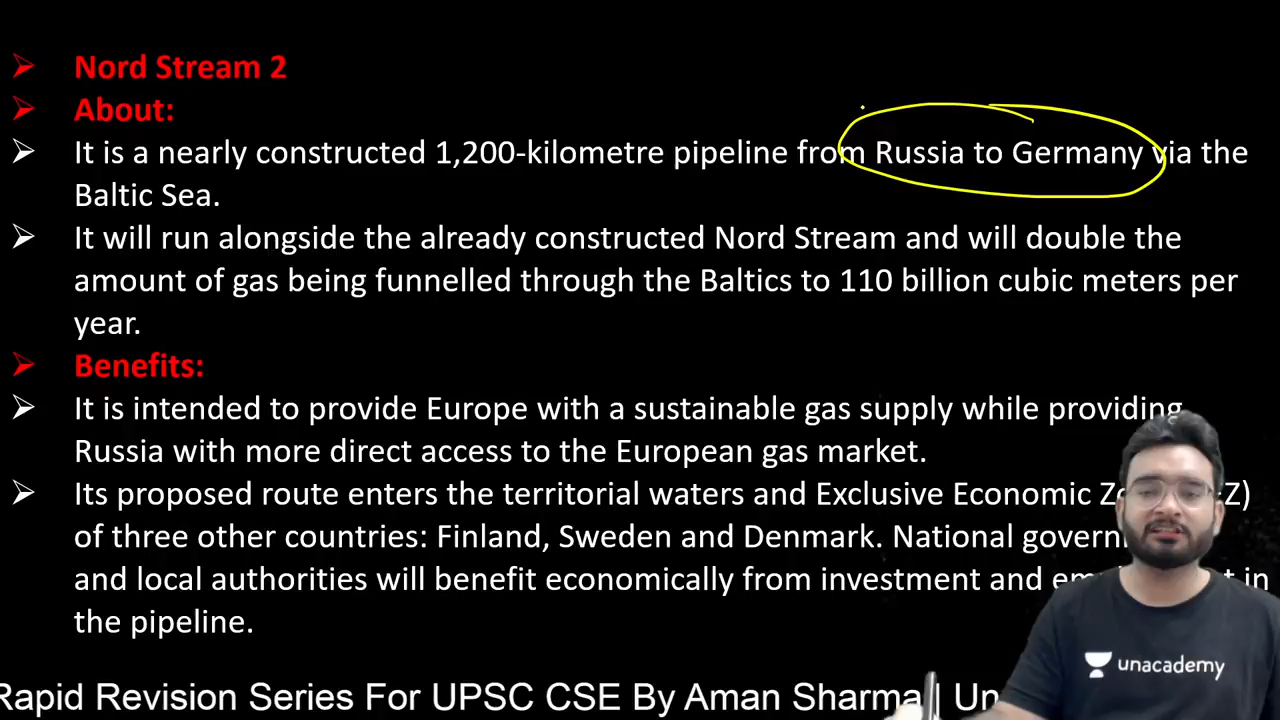 Nord Stream 2
About:
It is a nearly constructed 1,200-kilometre pipeline from Russia to Germany via the
Baltic Sea.
It will run alongside the already constructed Nord Stream and will double the
amount of gas being funnelled through the Baltics to 110 billion cubic meters per
year.
Benefits:
It is intended to provide Europe with a sustainable gas supply while providing
Russia with more direct access to the European gas market.
Its proposed route enters the territorial waters and Exclusive Economic
of three other countries: Finland, Sweden and Denmark. National
and local authorities will benefit economically from investment and in
the pipeline.
unacademy
Rapid Revision Series For UPSC CSE By Aman Sharma |